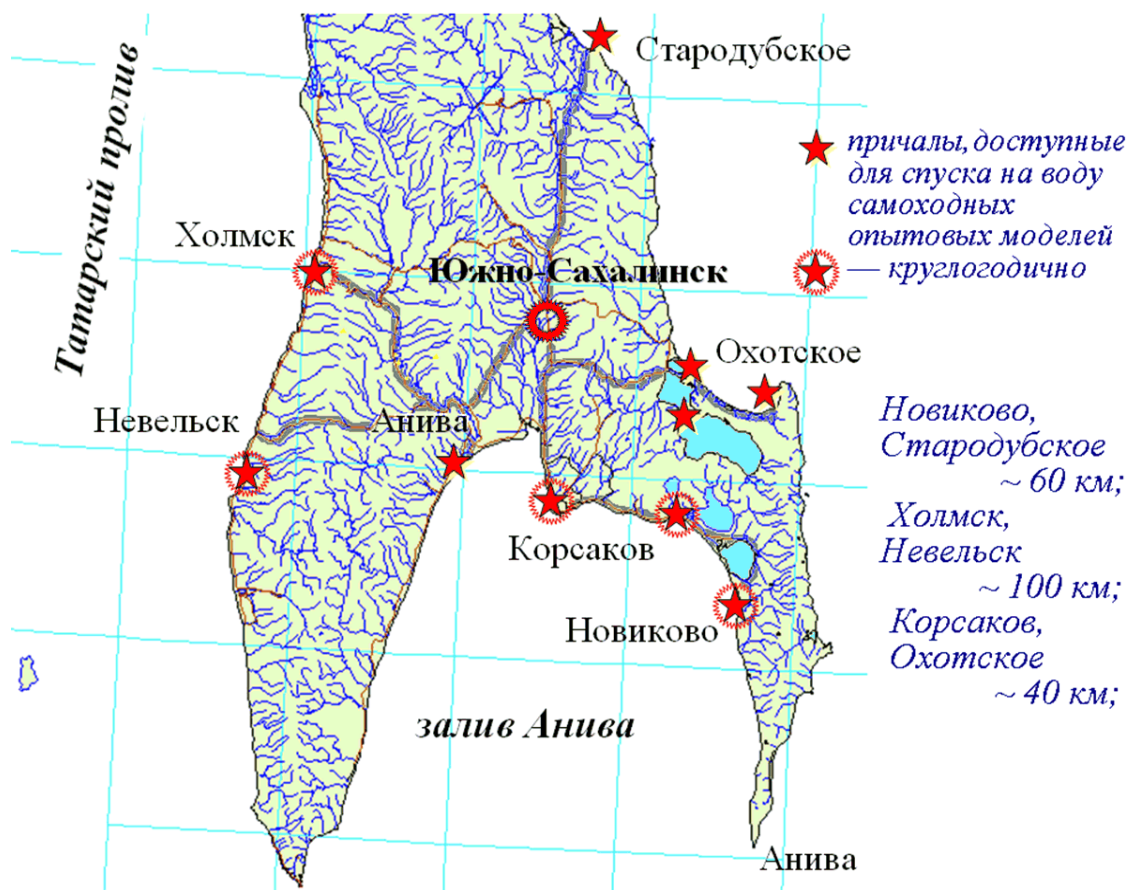 Стародубское
Татарский пролив
причалы, доступные
для спуска на воду
самоходных
опытовых моделей
— круглогодично
Холмск
Южно-Сахалинск
Охотское
Невельск
Анива
Новиково,
Стародубское
~ 60 км;
Холмск,
Невельск
~ 100 км;
Корсаков,
Охотское
~ 40 км;
Корсаков
Новиково
залив Анива
Анива